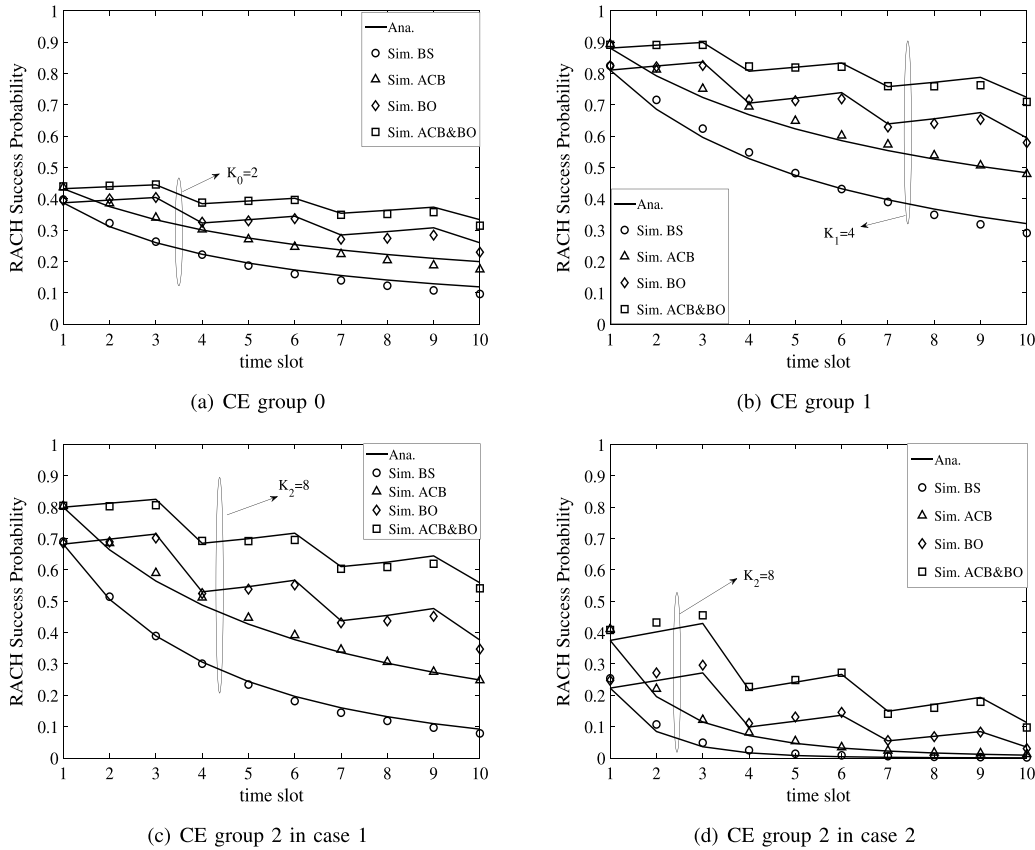 1
0.9
0.8
0.7
0.6
0.5
0.4
0.3
0.2
0.1
0
1 2 3 4 5 6 7 8 9 10
time slot
RACH Success Probability
Ana.
Sim. BS
Sim. ACB
Sim. BO
Sim. ACB&BO
K0=2
(a) CE group 0
1
0.9
0.8
0.7
0.6
0.5
0.4
0.3
0.2
0.1
0
1 2 3 4 5 6 7 8 9 10
time slot
RACH Success Probability
Ana.
Sim. BS
Sim. ACB
Sim. BO
Sim. ACB&BO
K1=4
(b) CE group 1
1
0.9
0.8
0.7
0.6
0.5
0.4
0.3
0.2
0.1
0
1 2 3 4 5 6 7 8 9 10
time slot
RACH Success Probability
Ana.
Sim. BS
Sim. ACB
Sim. BO
Sim. ACB&BO
K2=8
(c) CE group 2 in case 1
1
0.9
0.8
0.7
0.6
0.5
0.4
0.3
0.2
0.1
0
1 2 3 4 5 6 7 8 9 10
time slot
RACH Success Probability
Ana.
Sim. BS
Sim. ACB
Sim. BO
Sim. ACB&BO
K2=8
(d) CE group 2 in case 2